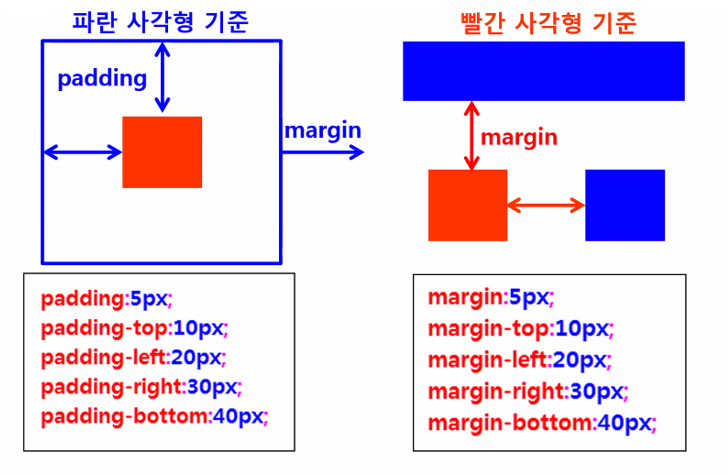 파란 사각형 기준
padding
margin
padding:5px;
padding-top:10px;
padding-left:20px;
padding-right:30px;
padding-bottom:40px;
빨간 사각형 기준
margin
margin:5px;
margin-top:10px;
margin-left:20px;
margin-right:30px;
margin-bottom:40px;